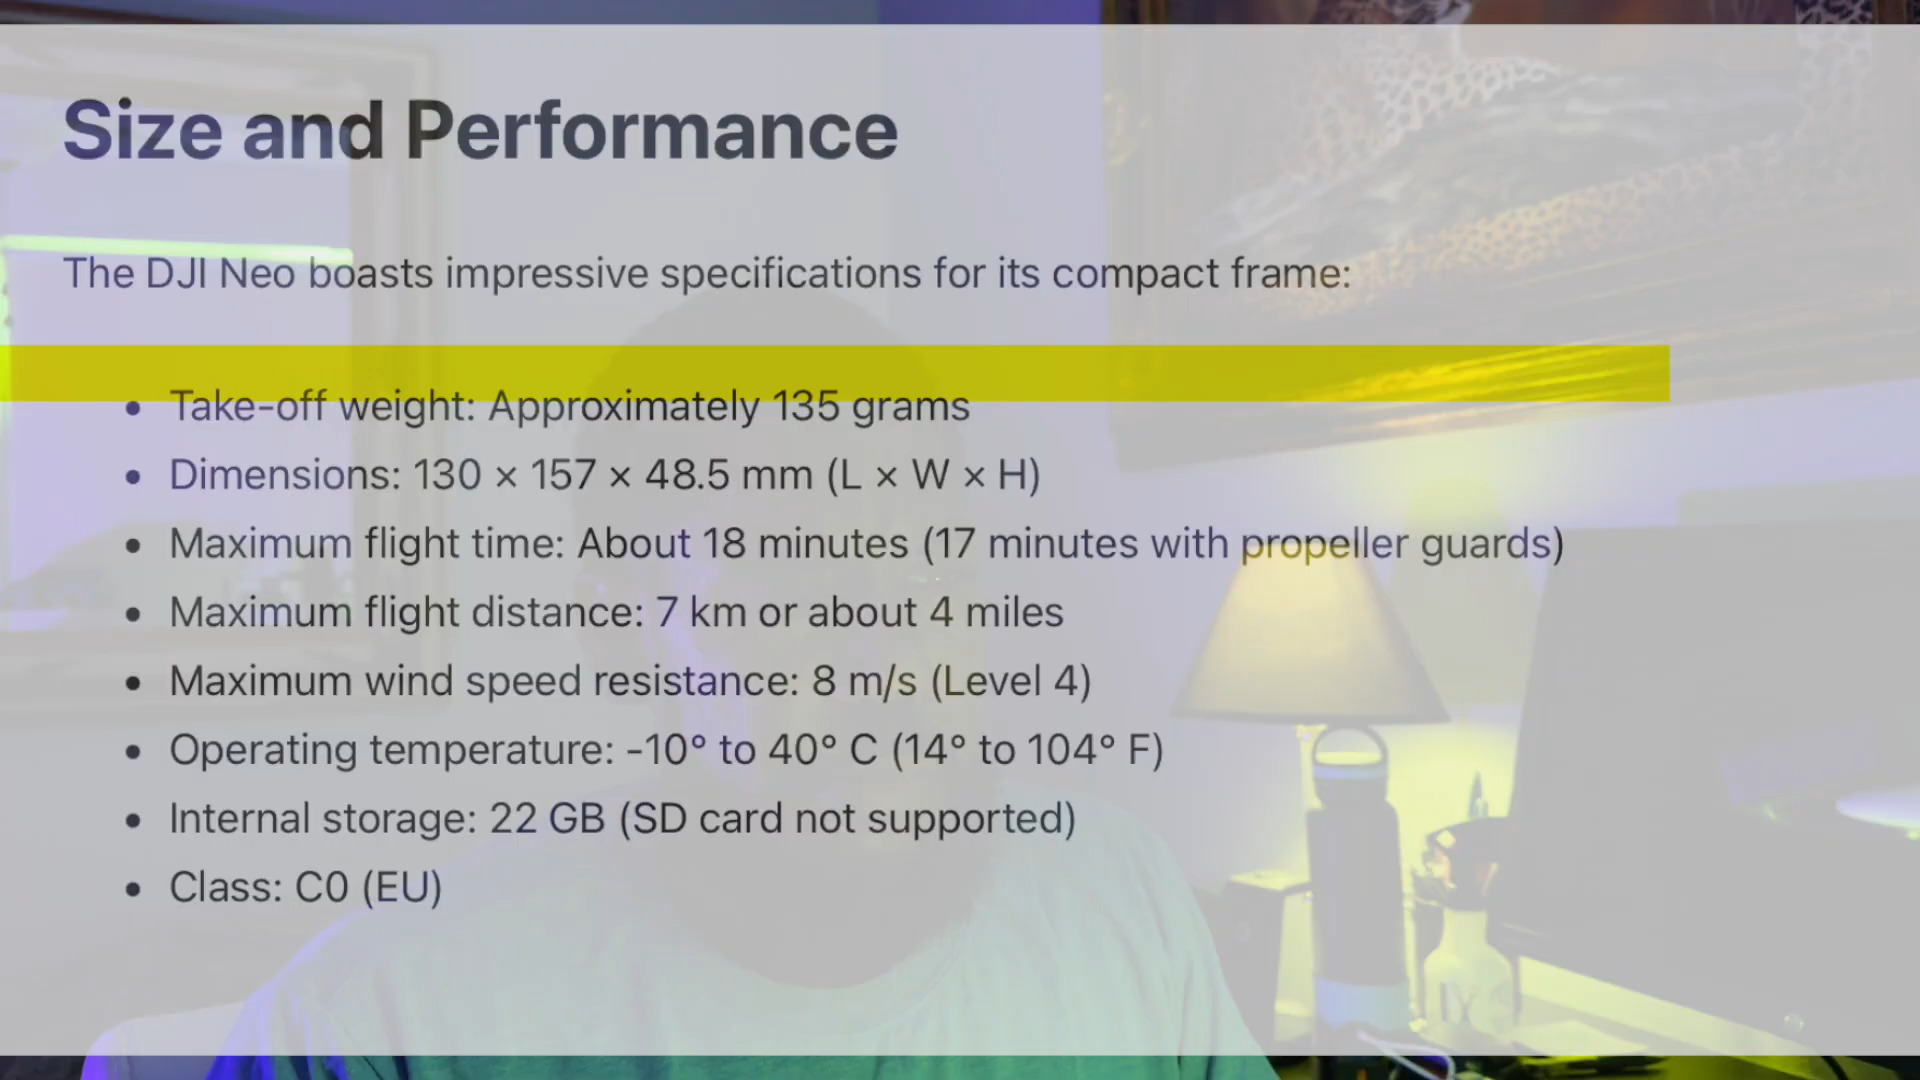 Size and Performance
The DJI Neo boasts impressive specifications for its compact frame:
• Take-off weight: Approximately 135 grams
• Dimensions: 130 × 157 × 48.5 mm (L × W × H)
• Maximum flight time: About 18 minutes (17 minutes with propeller guards)
• Maximum flight distance: 7 km or about 4 miles
• Maximum wind speed resistance: 8 m/s (Level 4)
• Operating temperature: -10° to 40° C (14° to 104° F)
• Internal storage: 22 GB (SD card not supported)
• Class: C0 (EU)